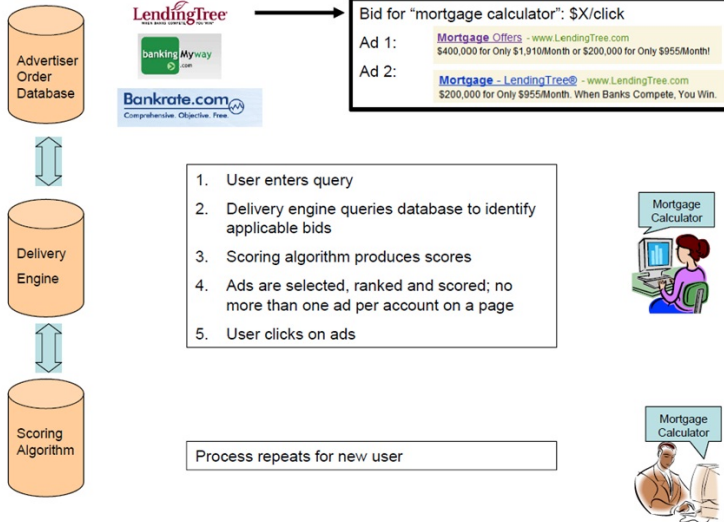 LendingTree
WHEN BANKS COMPETE, YOU WIN
banking Myway
.com
Bankrate.com
Comprehensive. Objective. Free.
Bid for “mortgage calculator”: $X/click
Ad 1:
Mortgage Offers - www.LendingTree.com
$400,000 for Only $1,910/Month or $200,000 for Only $955/Month!
Ad 2:
Mortgage - LendingTree® - www.LendingTree.com
$200,000 for Only $955/Month. When Banks Compete, You Win.
Advertiser
Order
Database
1. User enters query
2. Delivery engine queries database to identify
applicable bids
3. Scoring algorithm produces scores
4. Ads are selected, ranked and scored; no
more than one ad per account on a page
5. User clicks on ads
Mortgage
Calculator
Delivery
Engine
Scoring
Algorithm
Process repeats for new user
Mortgage
Calculator